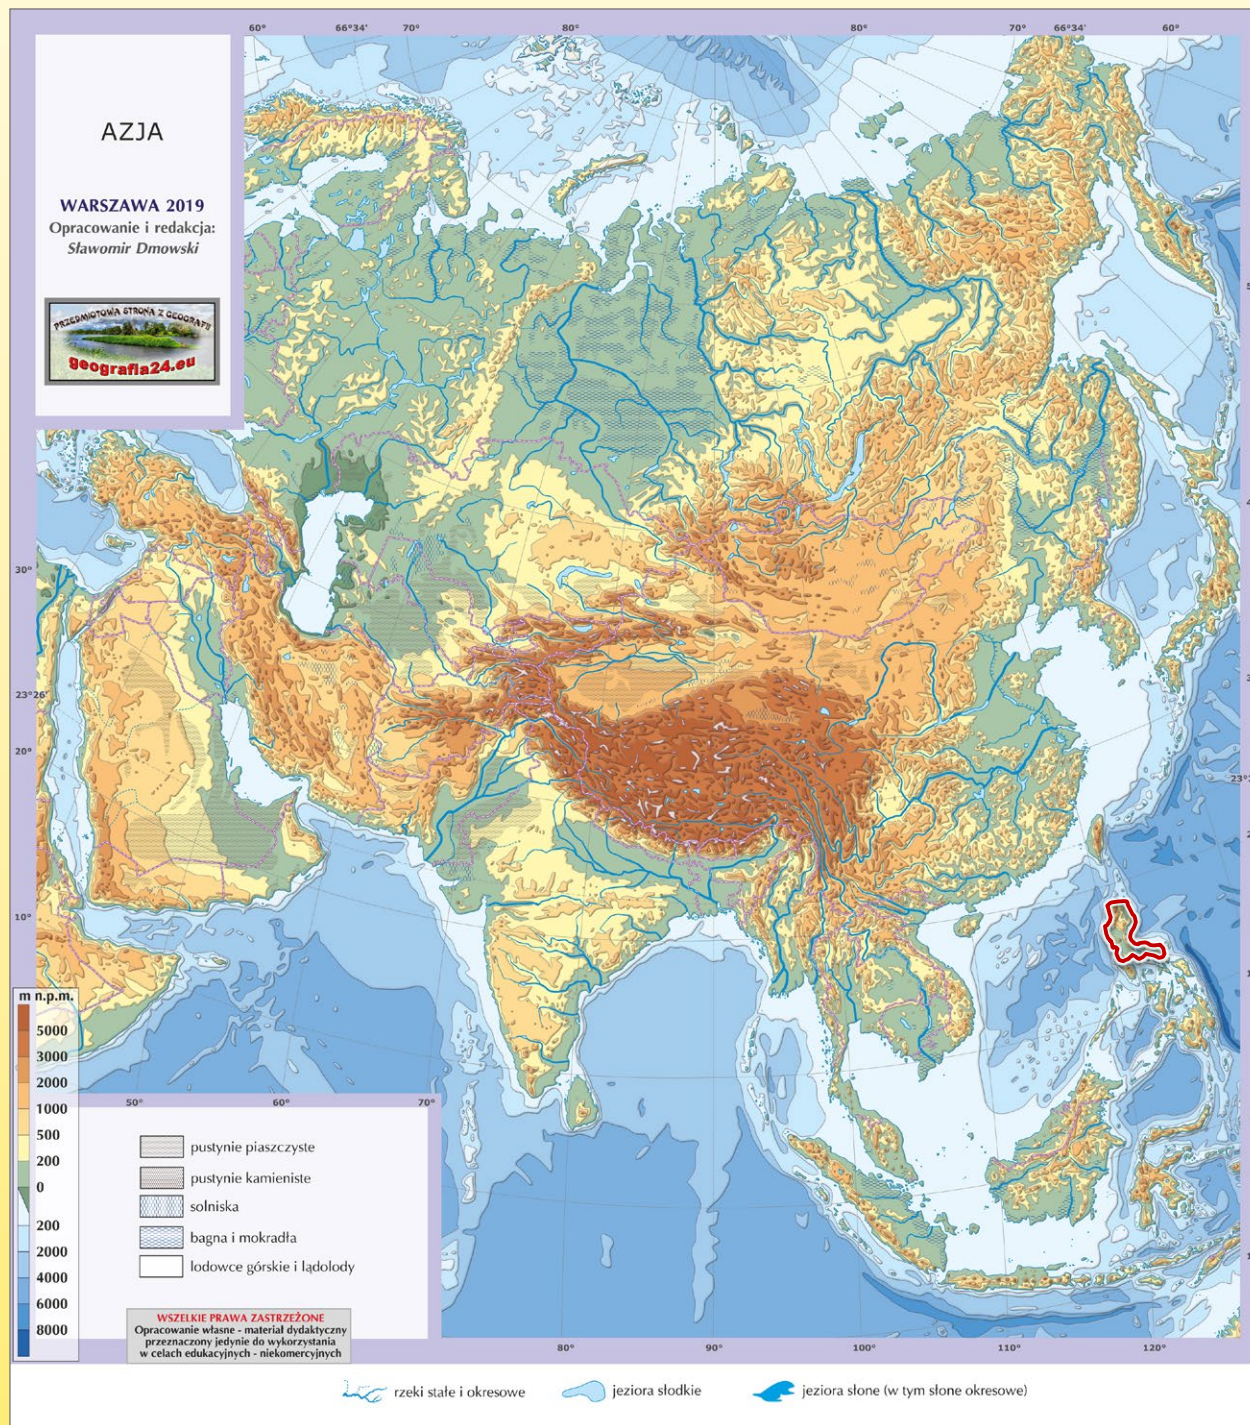 60°
66°34'
70°
80°
80°
70°
66°34'
60°
AZJA
WARSZAWA 2019
Opracowanie i redakcja:
Sławomir Dmowski
PRZEDMIOTOWA STRONA Z GEOGRAFII
geografia24.eu
30°
23°26'
20°
10°
m n.p.m.
5000
3000
2000
1000
500
200
0
200
2000
4000
6000
8000
50°
60°
70°
pustynie piaszczyste
pustynie kamieniste
solniska
bagna i mokradła
lodowce górskie i lądolody
WSZELKIE PRAWA ZASTRZEŻONE
Opracowanie własne - materiał dydaktyczny
przeznaczony jedynie do wykorzystania
w celach edukacyjnych - niekomercyjnych
80°
90°
100°
110°
120°
rzeki stałe i okresowe
jeziora słodkie
jeziora słone (w tym słone okresowe)